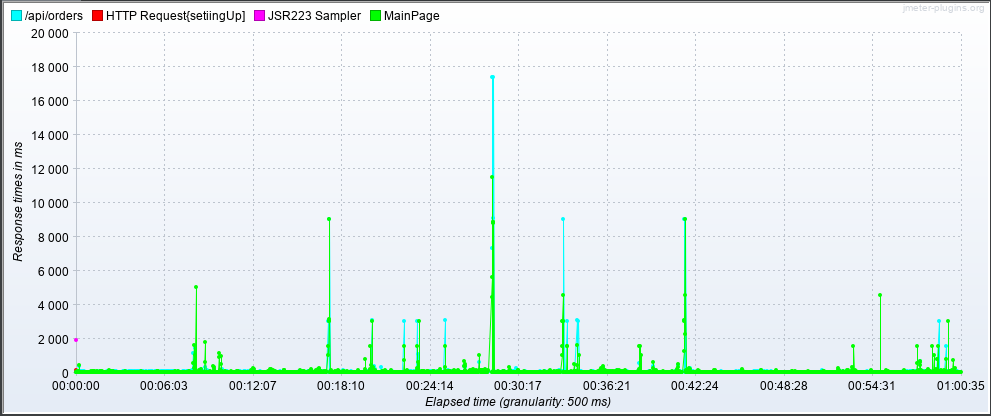 /api/orders HTTP Request{setiingUp] JSR223 Sampler MainPage
jmeter-plugins.org
20 000
18 000
16 000
14 000
12 000
10 000
8 000
6 000
4 000
2 000
0
Response times in ms
00:00:00 00:06:03 00:12:07 00:18:10 00:24:14 00:30:17 00:36:21 00:42:24 00:48:28 00:54:31 01:00:35
Elapsed time (granularity: 500 ms)